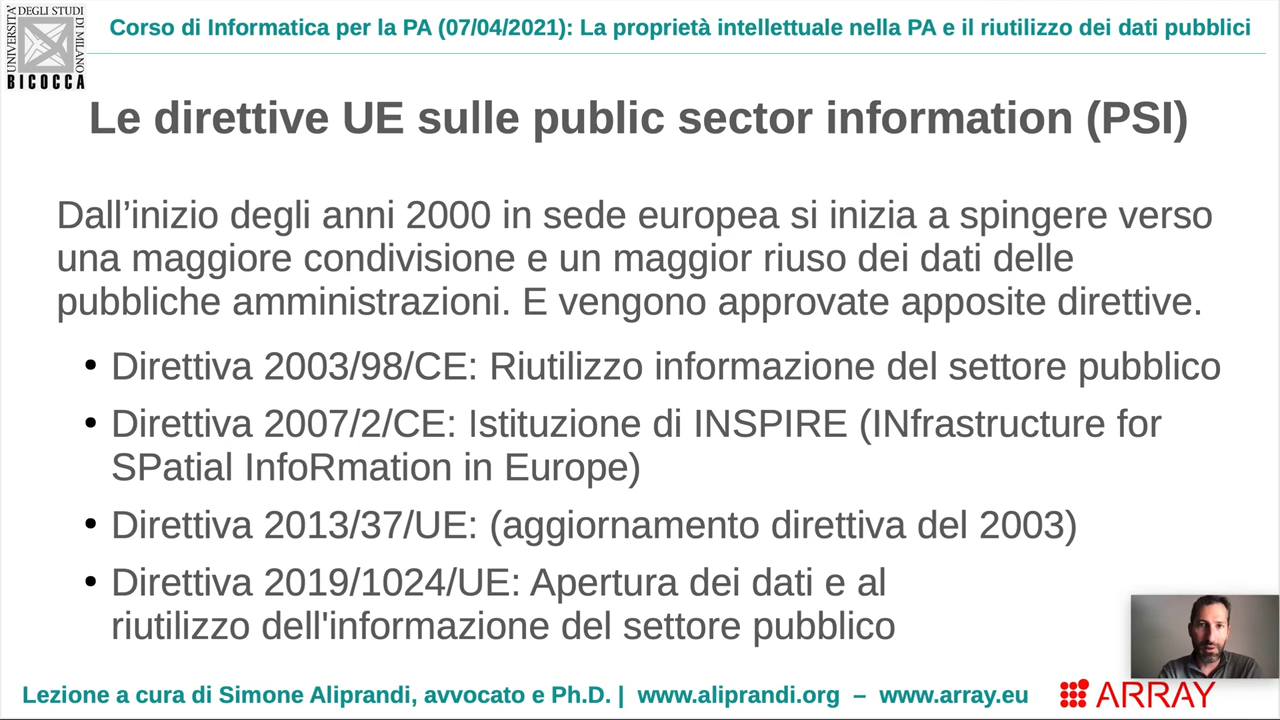 UNIVERSITA' DEGLI STUDI DI MILANO
BICOCCA
Corso di Informatica per la PA (07/04/2021): La proprietà intellettuale nella PA e il riutilizzo dei dati pubblici
Le direttive UE sulle public sector information (PSI)
Dall’inizio degli anni 2000 in sede europea si inizia a spingere verso
una maggiore condivisione e un maggior riuso dei dati delle
pubbliche amministrazioni. E vengono approvate apposite direttive.
• Direttiva 2003/98/CE: Riutilizzo informazione del settore pubblico
• Direttiva 2007/2/CE: Istituzione di INSPIRE (INfrastructure for
SPatial InfoRmation in Europe)
• Direttiva 2013/37/UE: (aggiornamento direttiva del 2003)
• Direttiva 2019/1024/UE: Apertura dei dati e al
riutilizzo dell'informazione del settore pubblico
Lezione a cura di Simone Aliprandi, avvocato e Ph.D. | www.aliprandi.org – www.array.eu
ARRAY